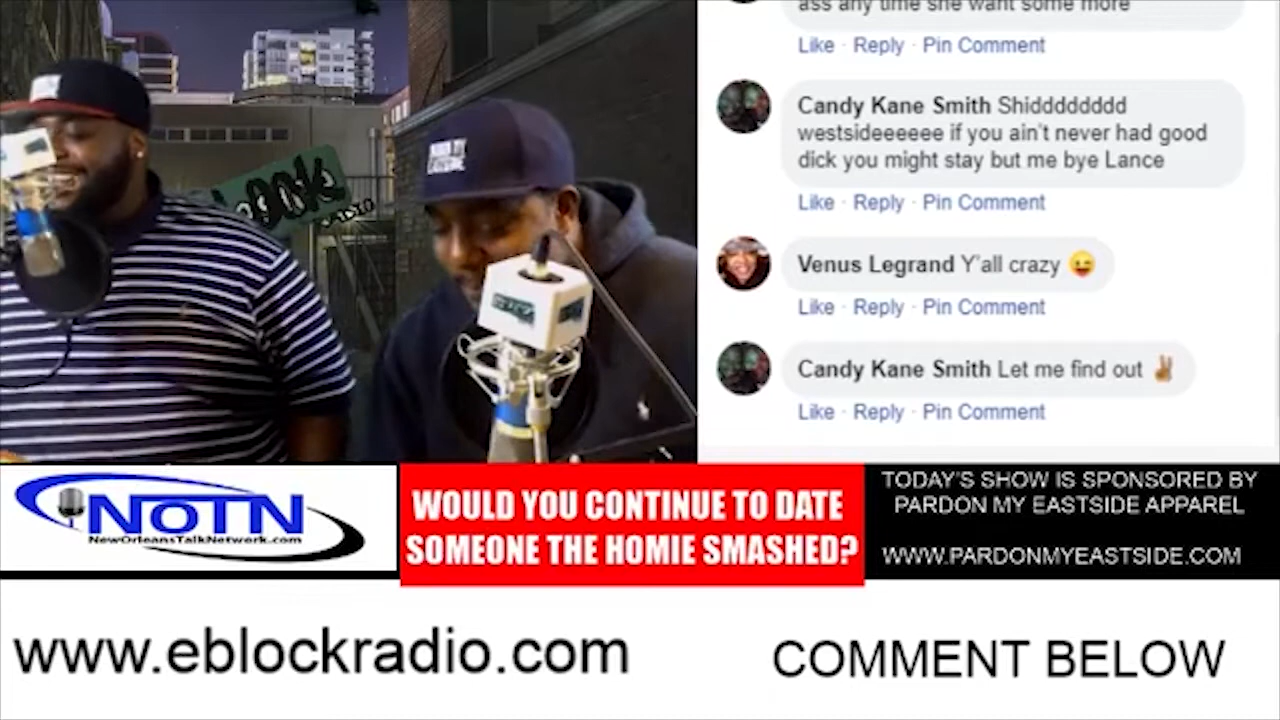 ass any time she want some more
Like · Reply · Pin Comment
Candy Kane Smith Shidddddddd
westsideeeeee if you ain't never had good
dick you might stay but me bye Lance
Like · Reply · Pin Comment
Venus Legrand Y'all crazy 😜
Like · Reply · Pin Comment
Candy Kane Smith Let me find out ✌🏽
Like · Reply · Pin Comment
NOTN
NewOrleansTalkNetwork.com
WOULD YOU CONTINUE TO DATE
SOMEONE THE HOMIE SMASHED?
TODAY'S SHOW IS SPONSORED BY
PARDON MY EASTSIDE APPAREL
WWW.PARDONMYEASTSIDE.COM
www.eblockradio.com
COMMENT BELOW